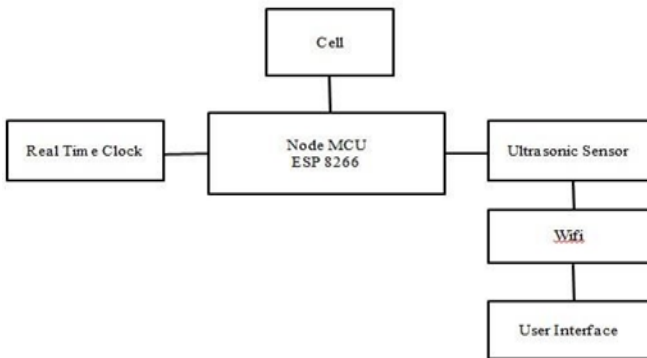 Cell
Real Time Clock
Node MCU
ESP 8266
Ultrasonic Sensor
Wifi
User Interface